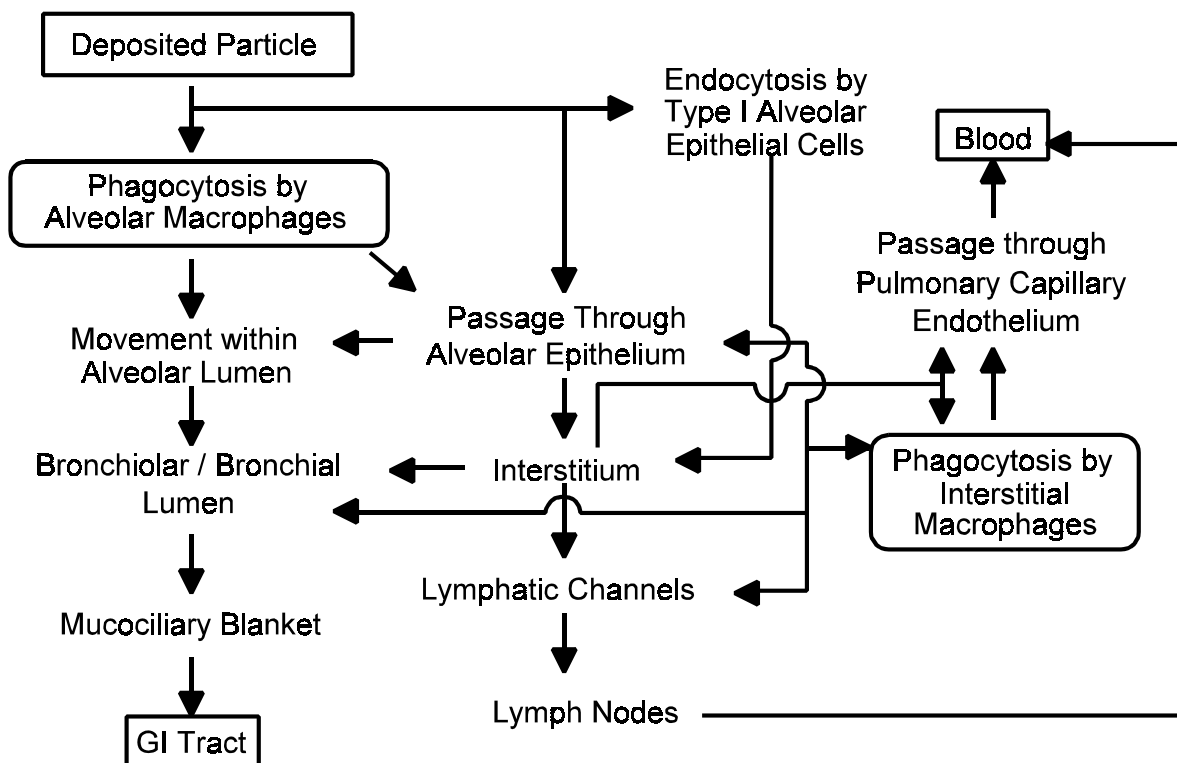 Deposited Particle
Endocytosis by
Type I Alveolar
Epithelial Cells
Blood
Phagocytosis by
Alveolar Macrophages
Passage through
Pulmonary Capillary
Endothelium
Movement within
Alveolar Lumen
Passage Through
Alveolar Epithelium
Bronchiolar / Bronchial
Lumen
Interstitium
Phagocytosis by
Interstitial
Macrophages
Lymphatic Channels
Mucociliary Blanket
Lymph Nodes
GI Tract